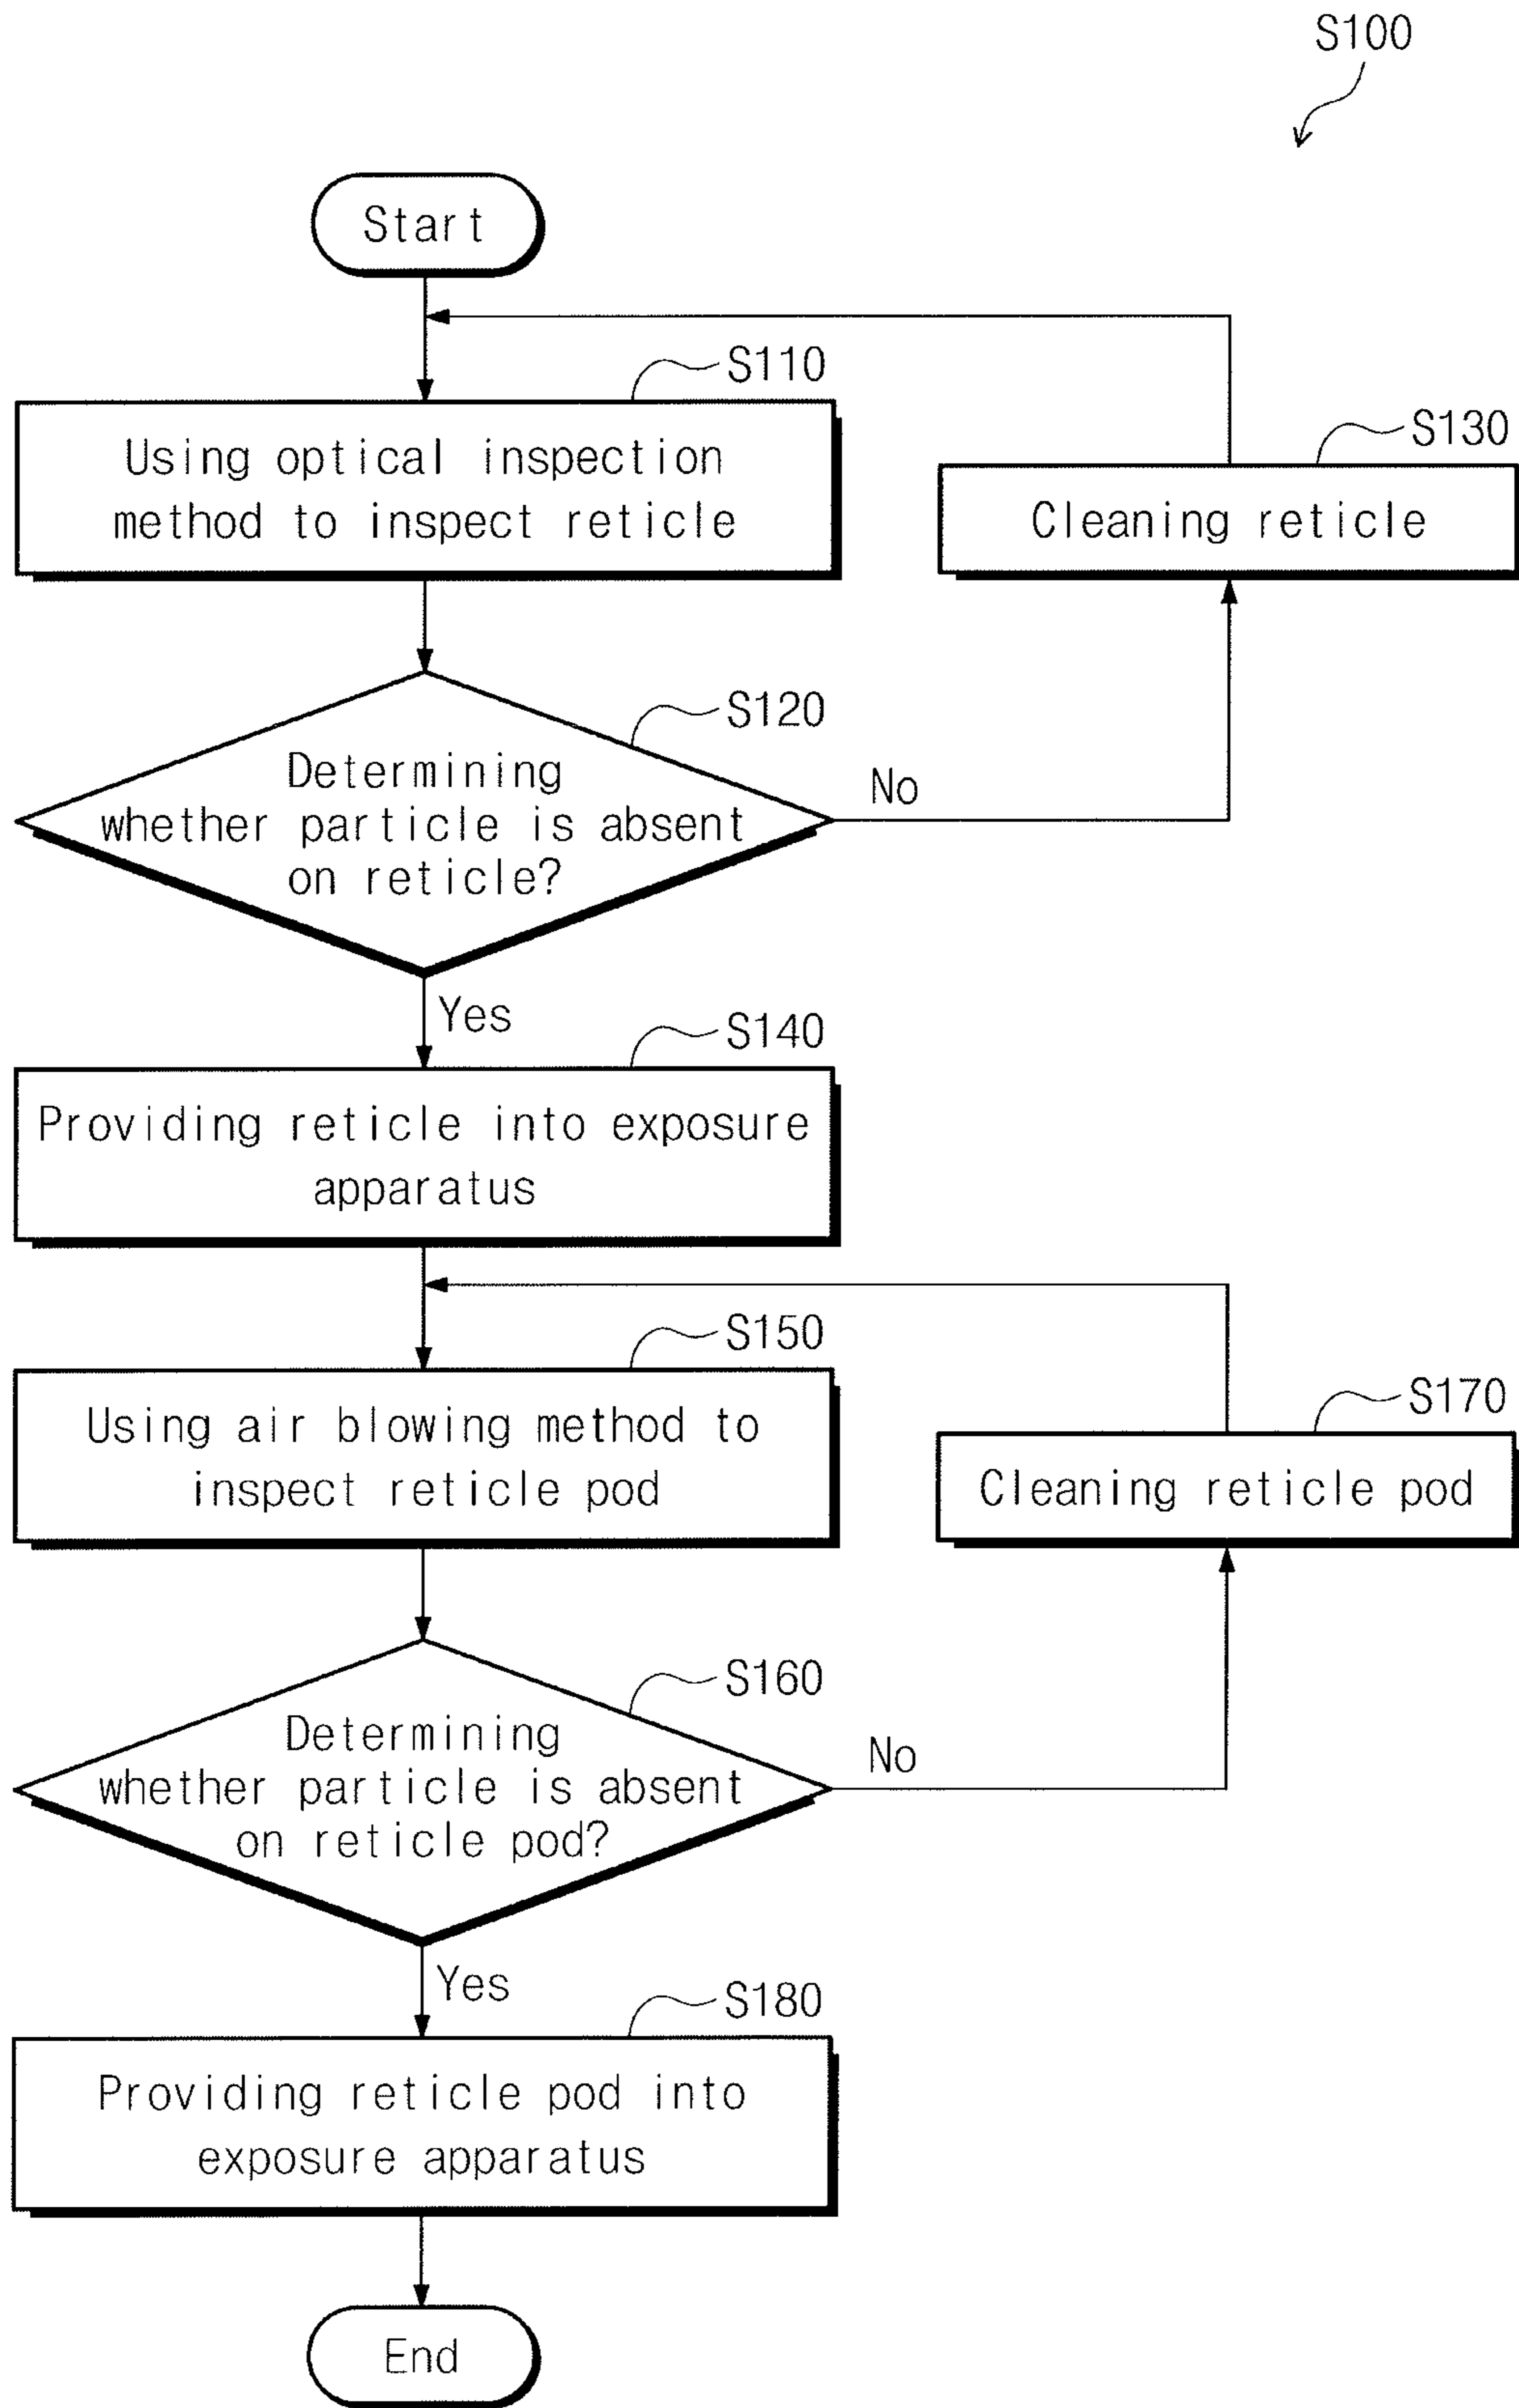 S100
Start
S110
Using optical inspection
method to inspect reticle
S130
Cleaning reticle
S120
Determining
whether particle is absent
on reticle?
No
Yes
S140
Providing reticle into exposure
apparatus
S150
Using air blowing method to
inspect reticle pod
S170
Cleaning reticle pod
S160
Determining
whether particle is absent
on reticle pod?
No
Yes
S180
Providing reticle pod into
exposure apparatus
End